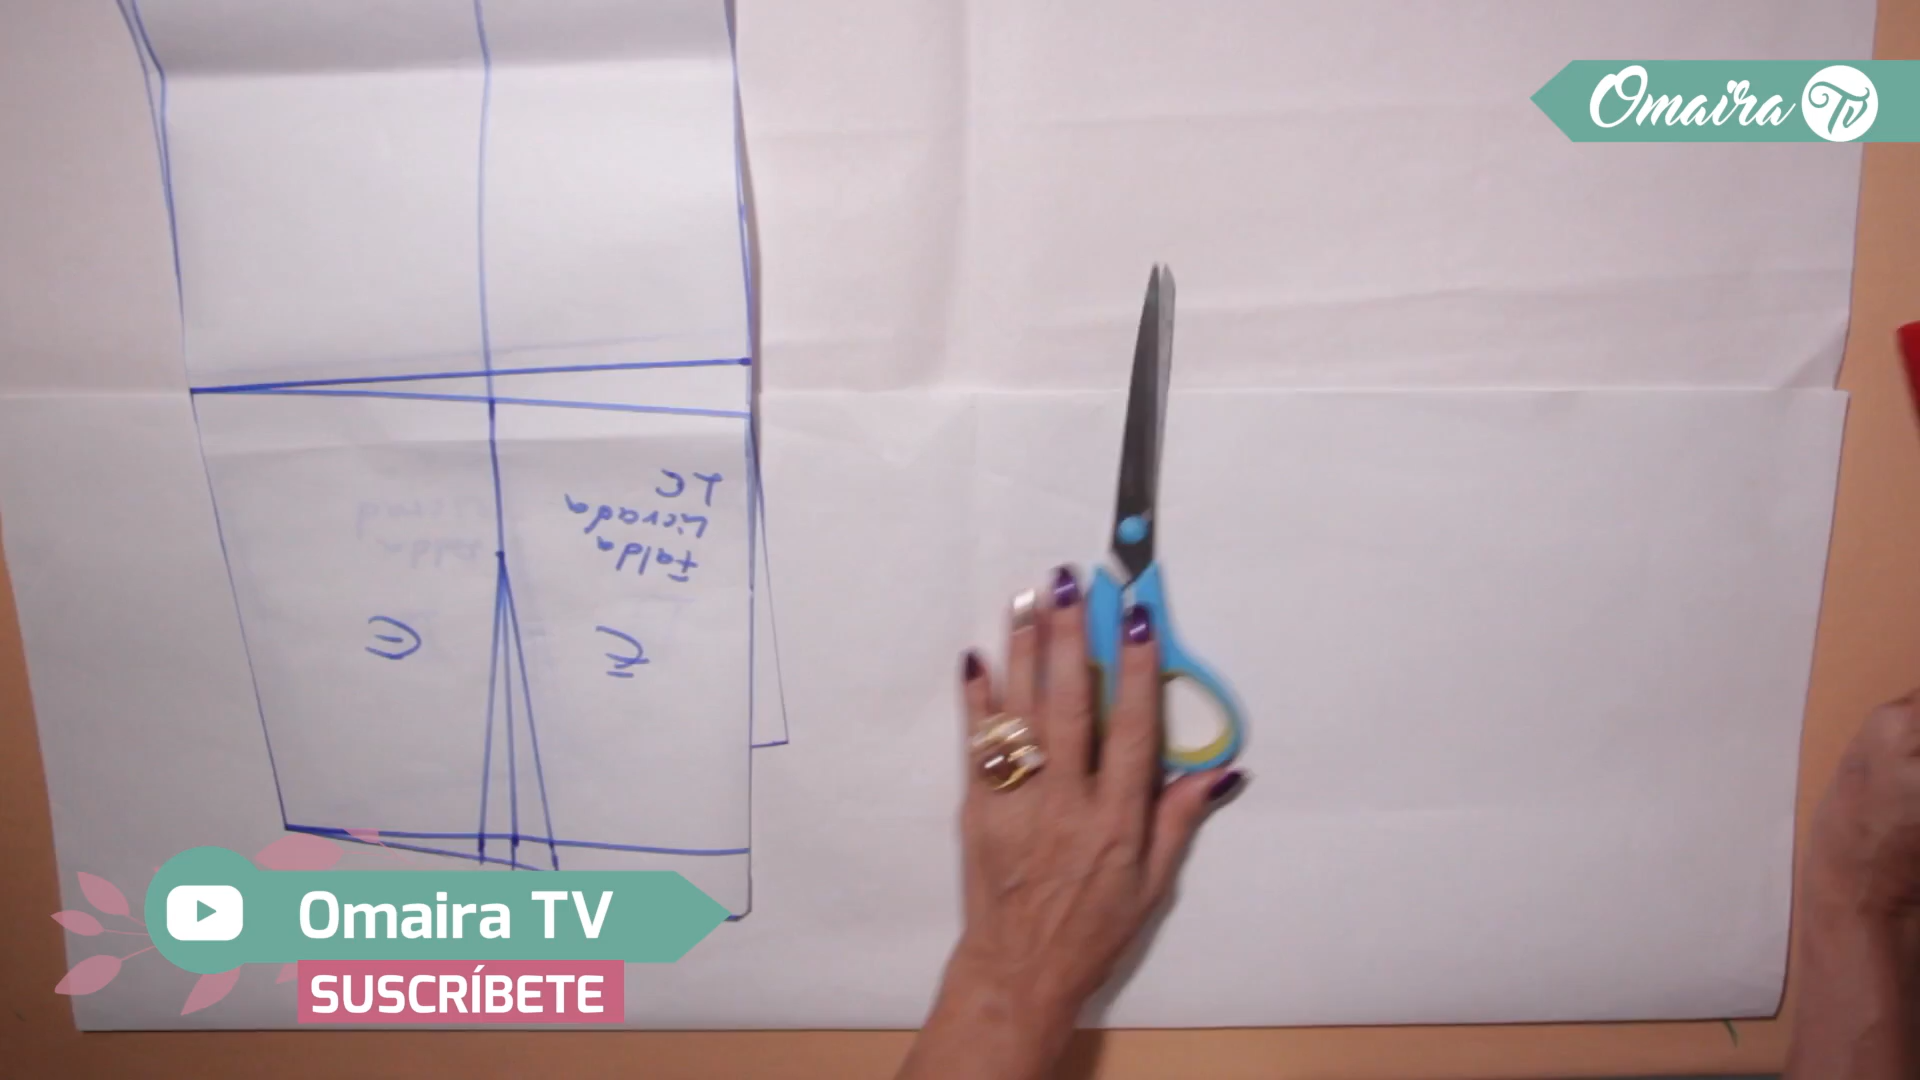 Omaira TV
Falda
Licrada
TC
E
E
Omaira TV
SUSCRÍBETE